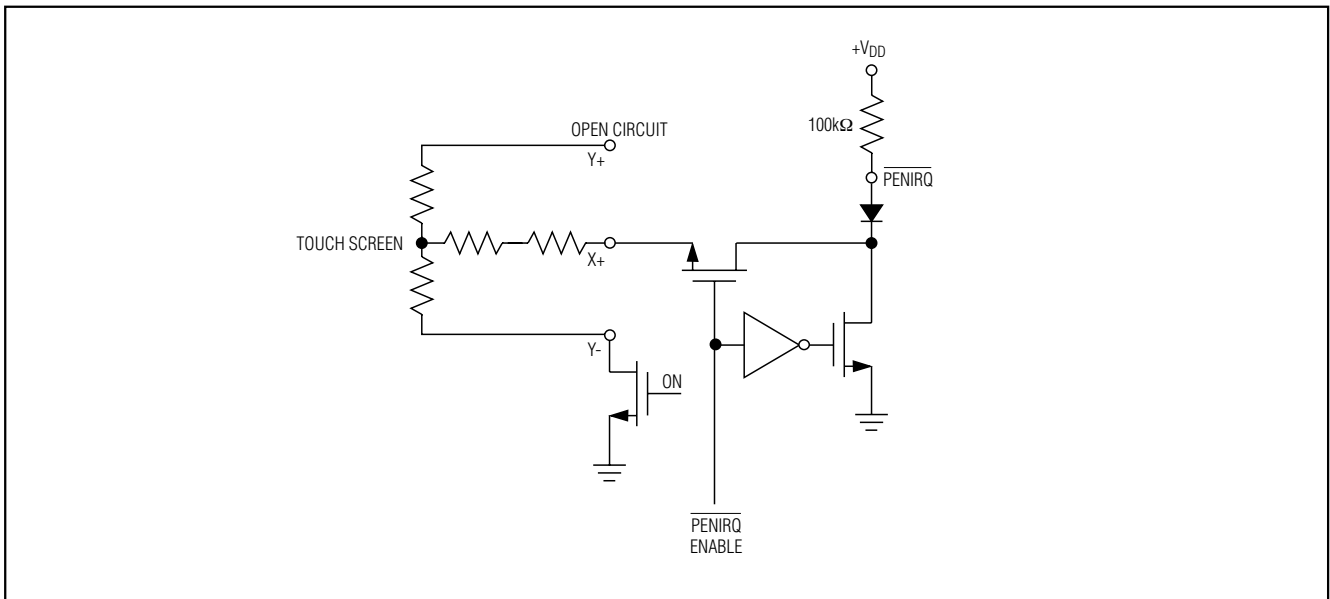 +VDD
100kΩ
OPEN CIRCUIT
Y+
PENIRQ
TOUCH SCREEN
X+
Y-
ON
PENIRQ
ENABLE